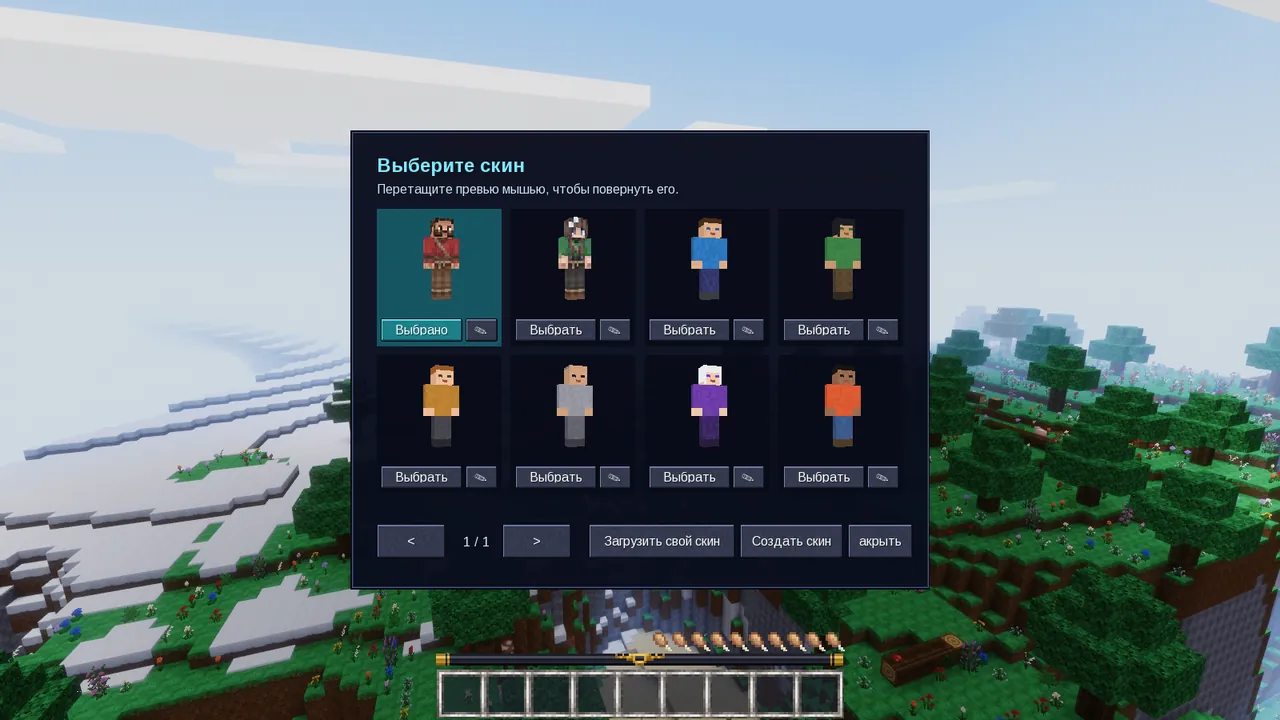 Выберите скин
Перетащите превью мышью, чтобы повернуть его.
Выбрано Выбрать Выбрать Выбрать
Выбрать Выбрать Выбрать Выбрать
< 1 / 1 > Загрузить свой скин Создать скин акрыть